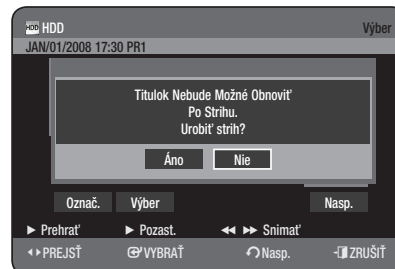 HDD HDD Výber
JAN/01/2008 17:30 PR1
Titulok Nebude Možné Obnoviť
Po Strihu.
Urobiť strih?
Áno Nie
Označ. Výber Nasp.
► Prehrať ► Pozast. ◄◄ ►► Snímať
◄► PREJSŤ VYBRAŤ Nasp. ZRUŠIŤ